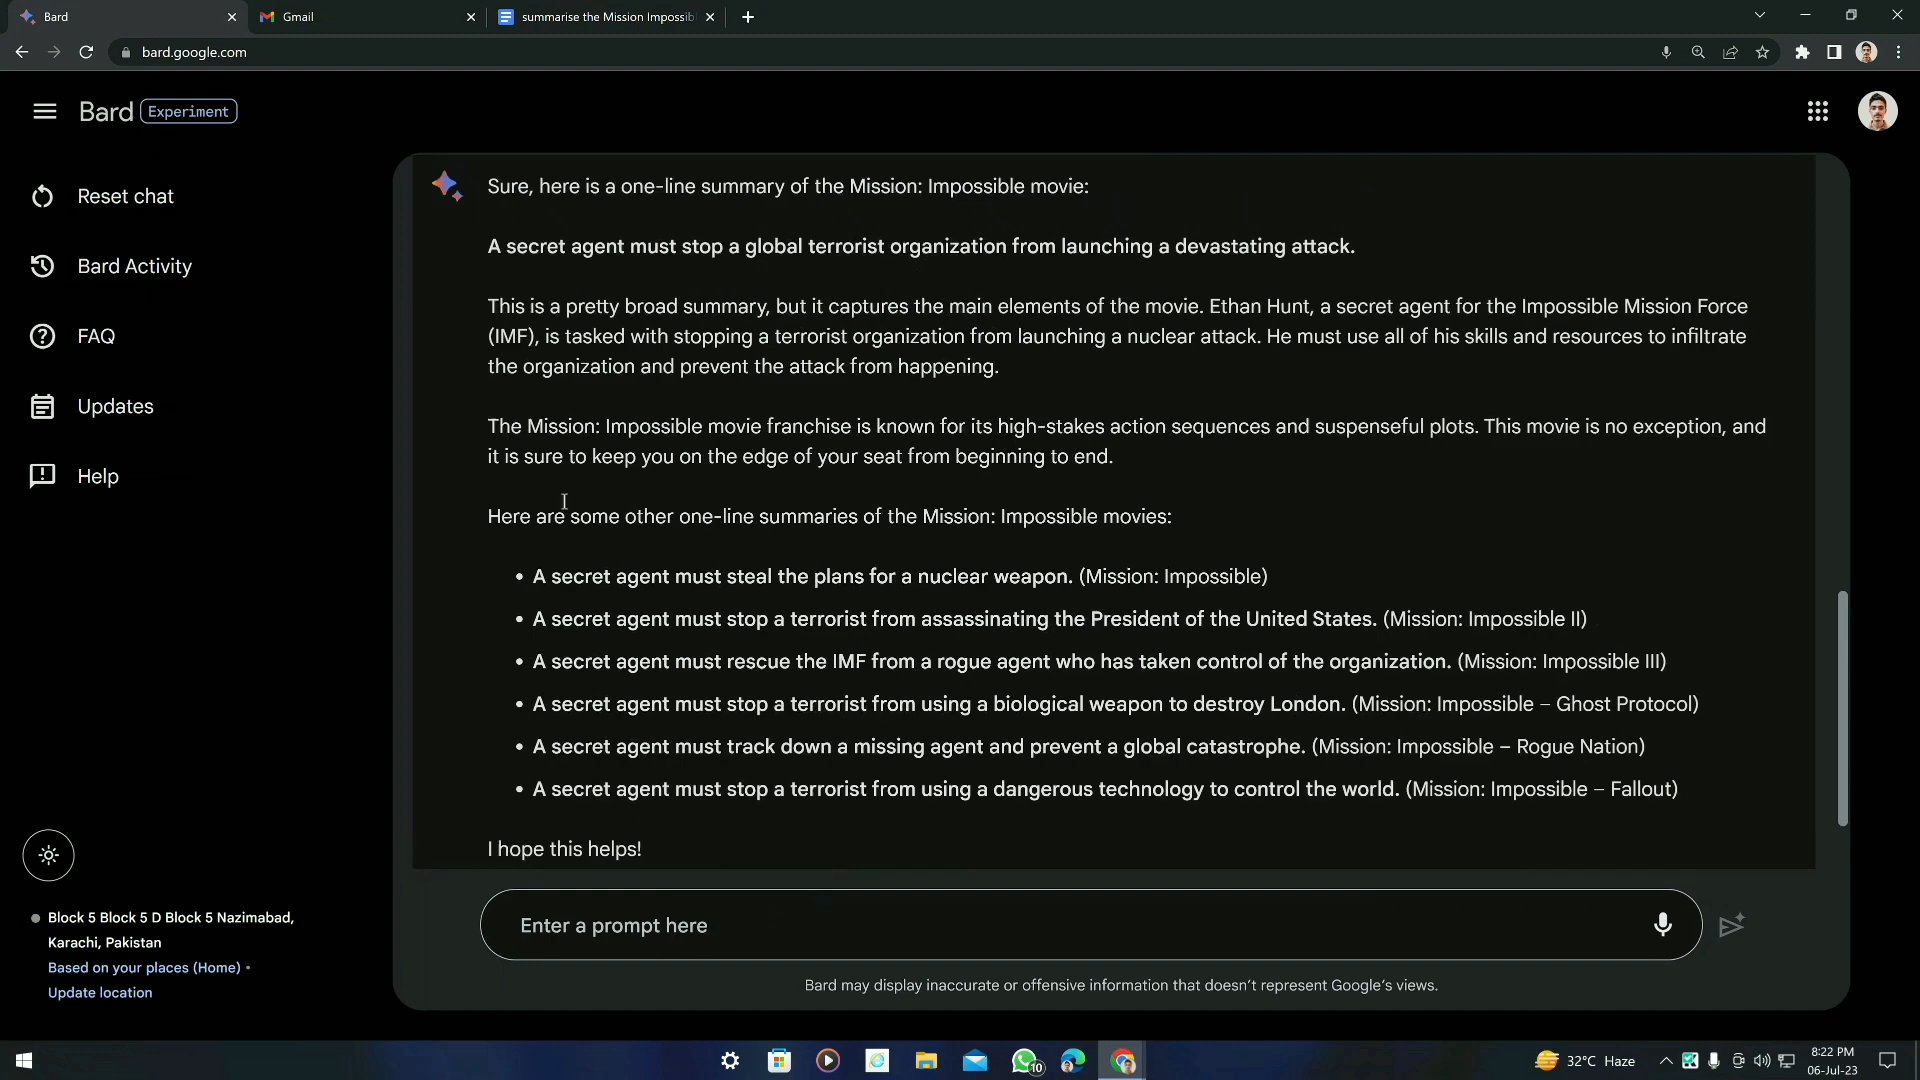 Bard
Gmail
summarise the Mission Impossib
bard.google.com
Bard Experiment
Reset chat
Bard Activity
FAQ
Updates
Help
Sure, here is a one-line summary of the Mission: Impossible movie:
A secret agent must stop a global terrorist organization from launching a devastating attack.
This is a pretty broad summary, but it captures the main elements of the movie. Ethan Hunt, a secret agent for the Impossible Mission Force
(IMF), is tasked with stopping a terrorist organization from launching a nuclear attack. He must use all of his skills and resources to infiltrate
the organization and prevent the attack from happening.
The Mission: Impossible movie franchise is known for its high-stakes action sequences and suspenseful plots. This movie is no exception, and
it is sure to keep you on the edge of your seat from beginning to end.
Here are some other one-line summaries of the Mission: Impossible movies:
• A secret agent must steal the plans for a nuclear weapon. (Mission: Impossible)
• A secret agent must stop a terrorist from assassinating the President of the United States. (Mission: Impossible II)
• A secret agent must rescue the IMF from a rogue agent who has taken control of the organization. (Mission: Impossible III)
• A secret agent must stop a terrorist from using a biological weapon to destroy London. (Mission: Impossible – Ghost Protocol)
• A secret agent must track down a missing agent and prevent a global catastrophe. (Mission: Impossible – Rogue Nation)
• A secret agent must stop a terrorist from using a dangerous technology to control the world. (Mission: Impossible – Fallout)
I hope this helps!
Enter a prompt here
Bard may display inaccurate or offensive information that doesn't represent Google's views.
Block 5 Block 5 D Block 5 Nazimabad,
Karachi, Pakistan
Based on your places (Home) •
Update location
10
32°C Haze
8:22 PM
06-Jul-23